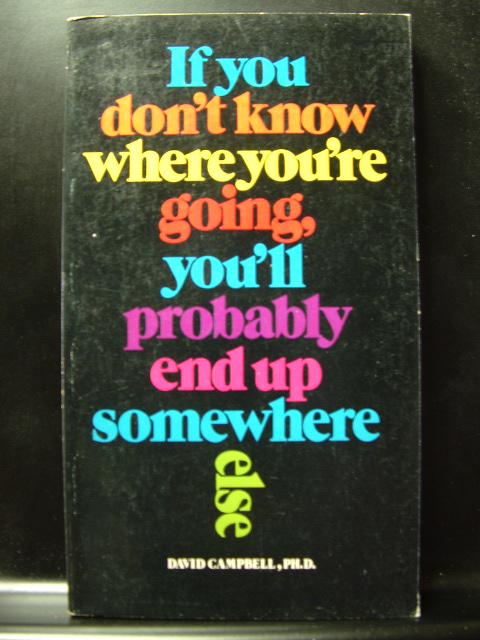 If you
don't know
where you're
going,
you'll
probably
end up
somewhere
else
DAVID CAMPBELL, PH.D.